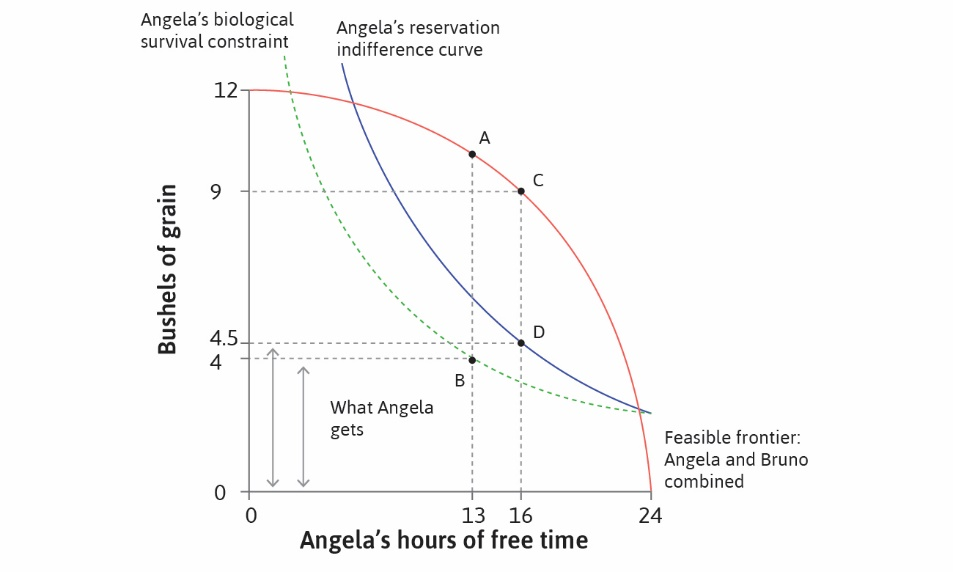 Angela’s biological
survival constraint
Angela’s reservation
indifference curve
12
A
C
9
Bushels of grain
4.5
D
4
B
What Angela
gets
Feasible frontier:
Angela and Bruno
combined
0
0
13
16
24
Angela’s hours of free time